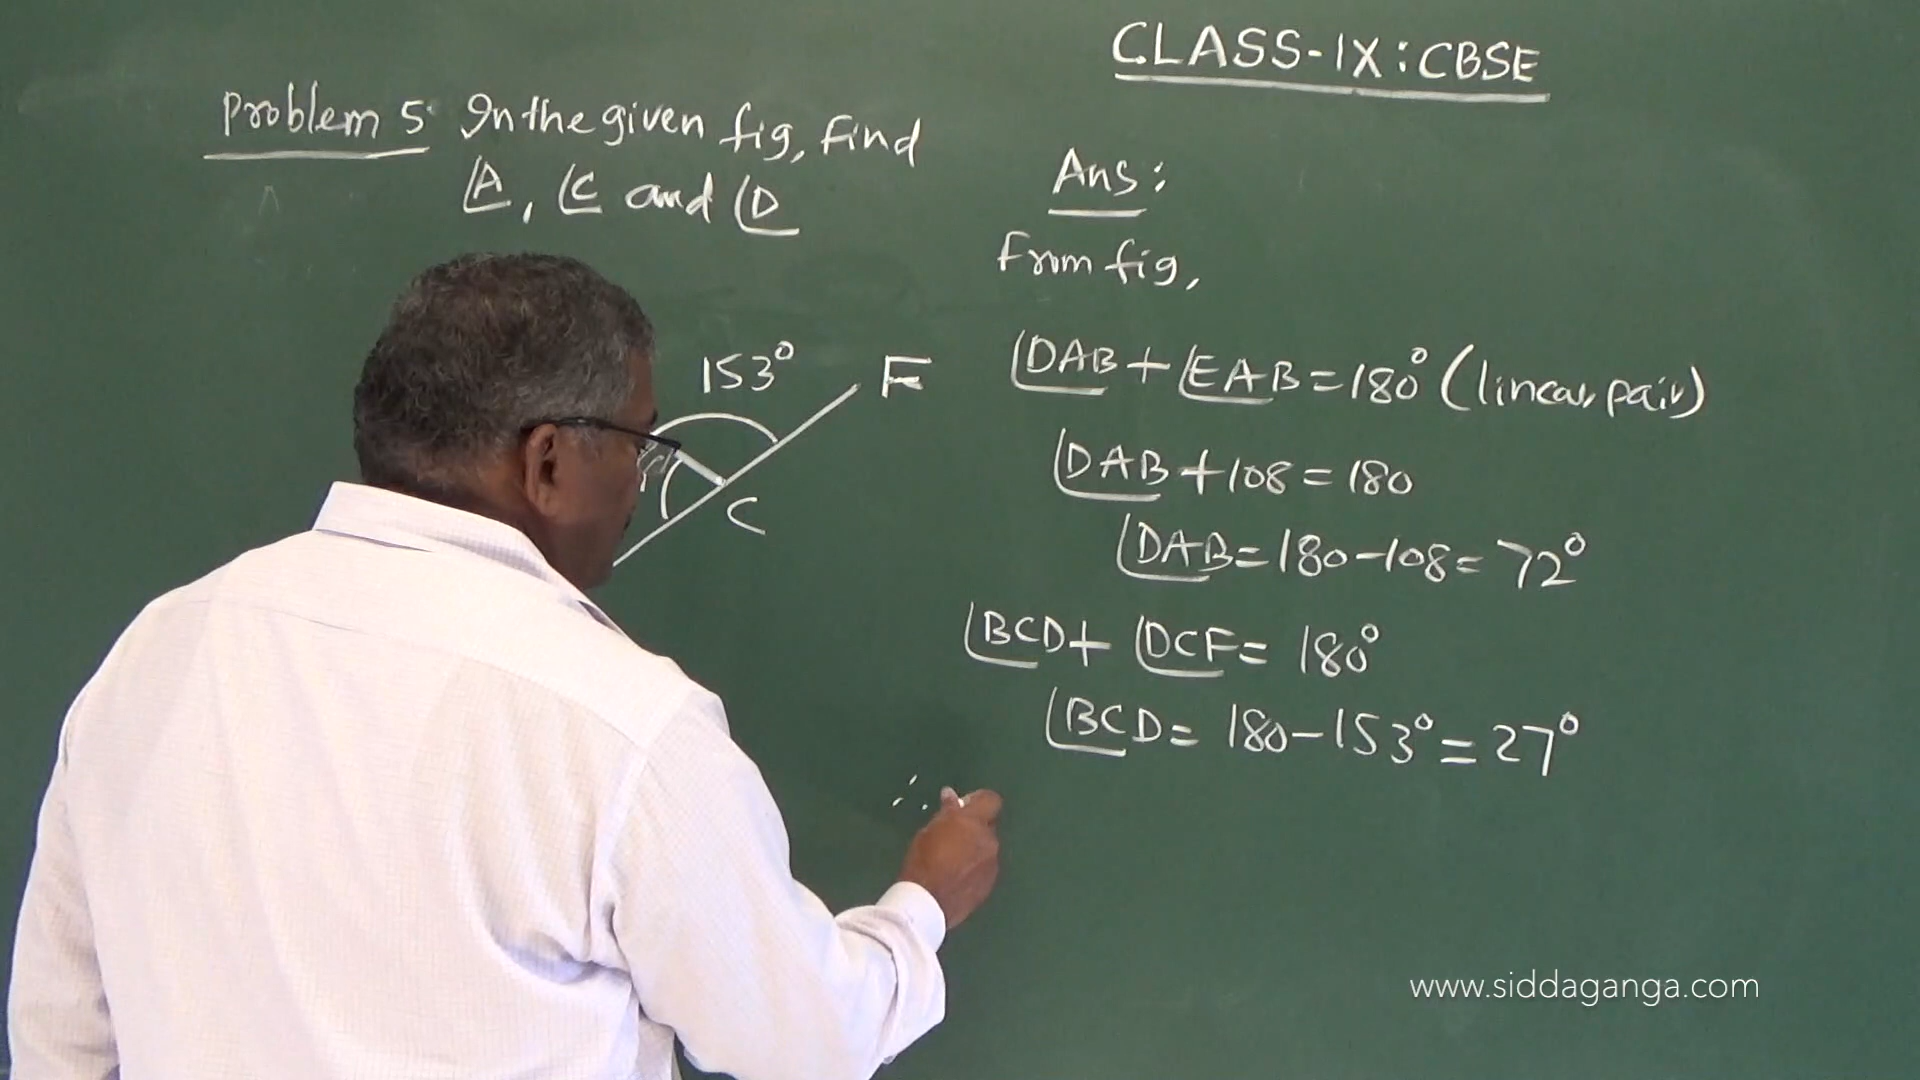 CLASS-IX:CBSE
Problem 5. In the given fig, find
∠A, ∠C and ∠D
Ans:
From fig,
153° F
C
∠DAB + ∠EAB = 180° (linear pair)
∠DAB + 108 = 180
∠DAB = 180 - 108 = 72°
∠BCD + ∠DCF = 180°
∠BCD = 180 - 153° = 27°
∴
www.siddaganga.com